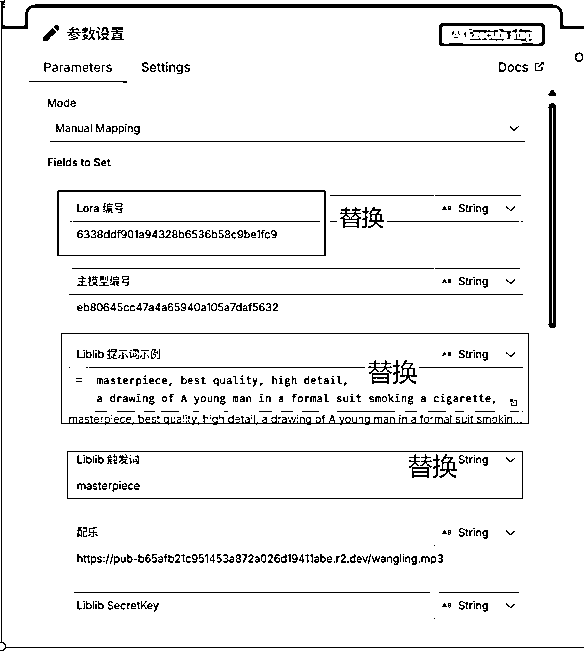 参数设置
Execute step
Parameters
Settings
Docs
Mode
Manual Mapping
Fields to Set
Lora 编号
String
替换
6338ddf901a94328b6536b58c9be1fc9
主模型编号
String
eb80645cc47a4a65940a105a7daf5632
Liblib 提示词示例
String
替换
= masterpiece, best quality, high detail,
a drawing of A young man in a formal suit smoking a cigarette,
masterpiece, best quality, high detail, a drawing of A young man in a formal suit smokin...
Liblib 触发词
替换
String
masterpiece
配乐
String
https://pub-b65afb21c951453a872a026d19411abe.r2.dev/wangling.mp3
Liblib SecretKey
String